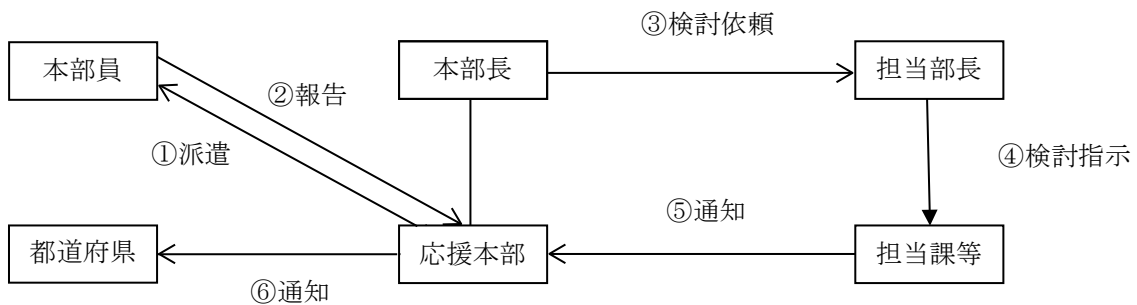 ③検討依頼
本部員
本部長
担当部長
②報告
①派遣
④検討指示
⑤通知
都道府県
応援本部
担当課等
⑥通知